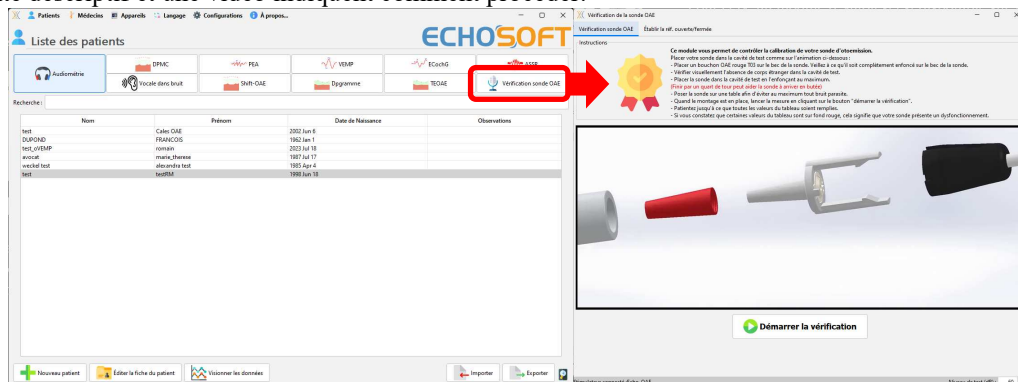 descriptif et une vidéo indiquent comment procéder.
Patients Médecins Appareils Langage Configurations À propos...
Liste des patients
ECHOSOFT
Audiométrie
DPMC
PEA
VEMP
ECochG
ASSR
Vocale dans bruit
Shift-OAE
Dpgramme
TEOAE
Vérification sonde OAE
Recherche:
Nom Prénom Date de Naissance Observations
test Cales OAE 2002 Jun 6
DUPOND FRANCOIS 1962 Jan 1
test_oVEMP romain 2023 Jul 18
avocat marie_therese 1987 Jul 17
weckel test alexandra test 1985 Apr 4
test testRM 1998 Jun 18
Nouveau patient
Éditer la fiche du patient
Visionner les données
Importer
Exporter
Vérification de la sonde OAE
Vérification sonde OAE Établir la réf. ouverte/fermée
Instructions
Ce module vous permet de contrôler la calibration de votre sonde d'otoemission.
Placer votre sonde dans la cavité de test comme sur l'animation ci-dessous :
- Vérifier visuellement l'absence de corps étranger dans la cavité de test.
- Placer un bouchon OAE rouge T03 sur le bec de la sonde. Veillez à ce qu'il soit complètement enfoncé sur le bec de la sonde.
- Placer la sonde dans la cavité de test en l'enfonçant au maximum.
(Finir par un quart de tour peut aider la sonde à arriver en butée)
- Poser la sonde sur une table afin d'éviter au maximum tout bruit parasite.
- Quand le montage est en place, lancer la mesure en cliquant sur le bouton "démarrer la vérification".
- Patientez jusqu'à ce que toutes les valeurs du tableau soient remplies.
- Si vous constatez que certaines valeurs du tableau sont sur fond rouge, cela signifie que votre sonde présente un dysfonctionnement.
Démarrer la vérification